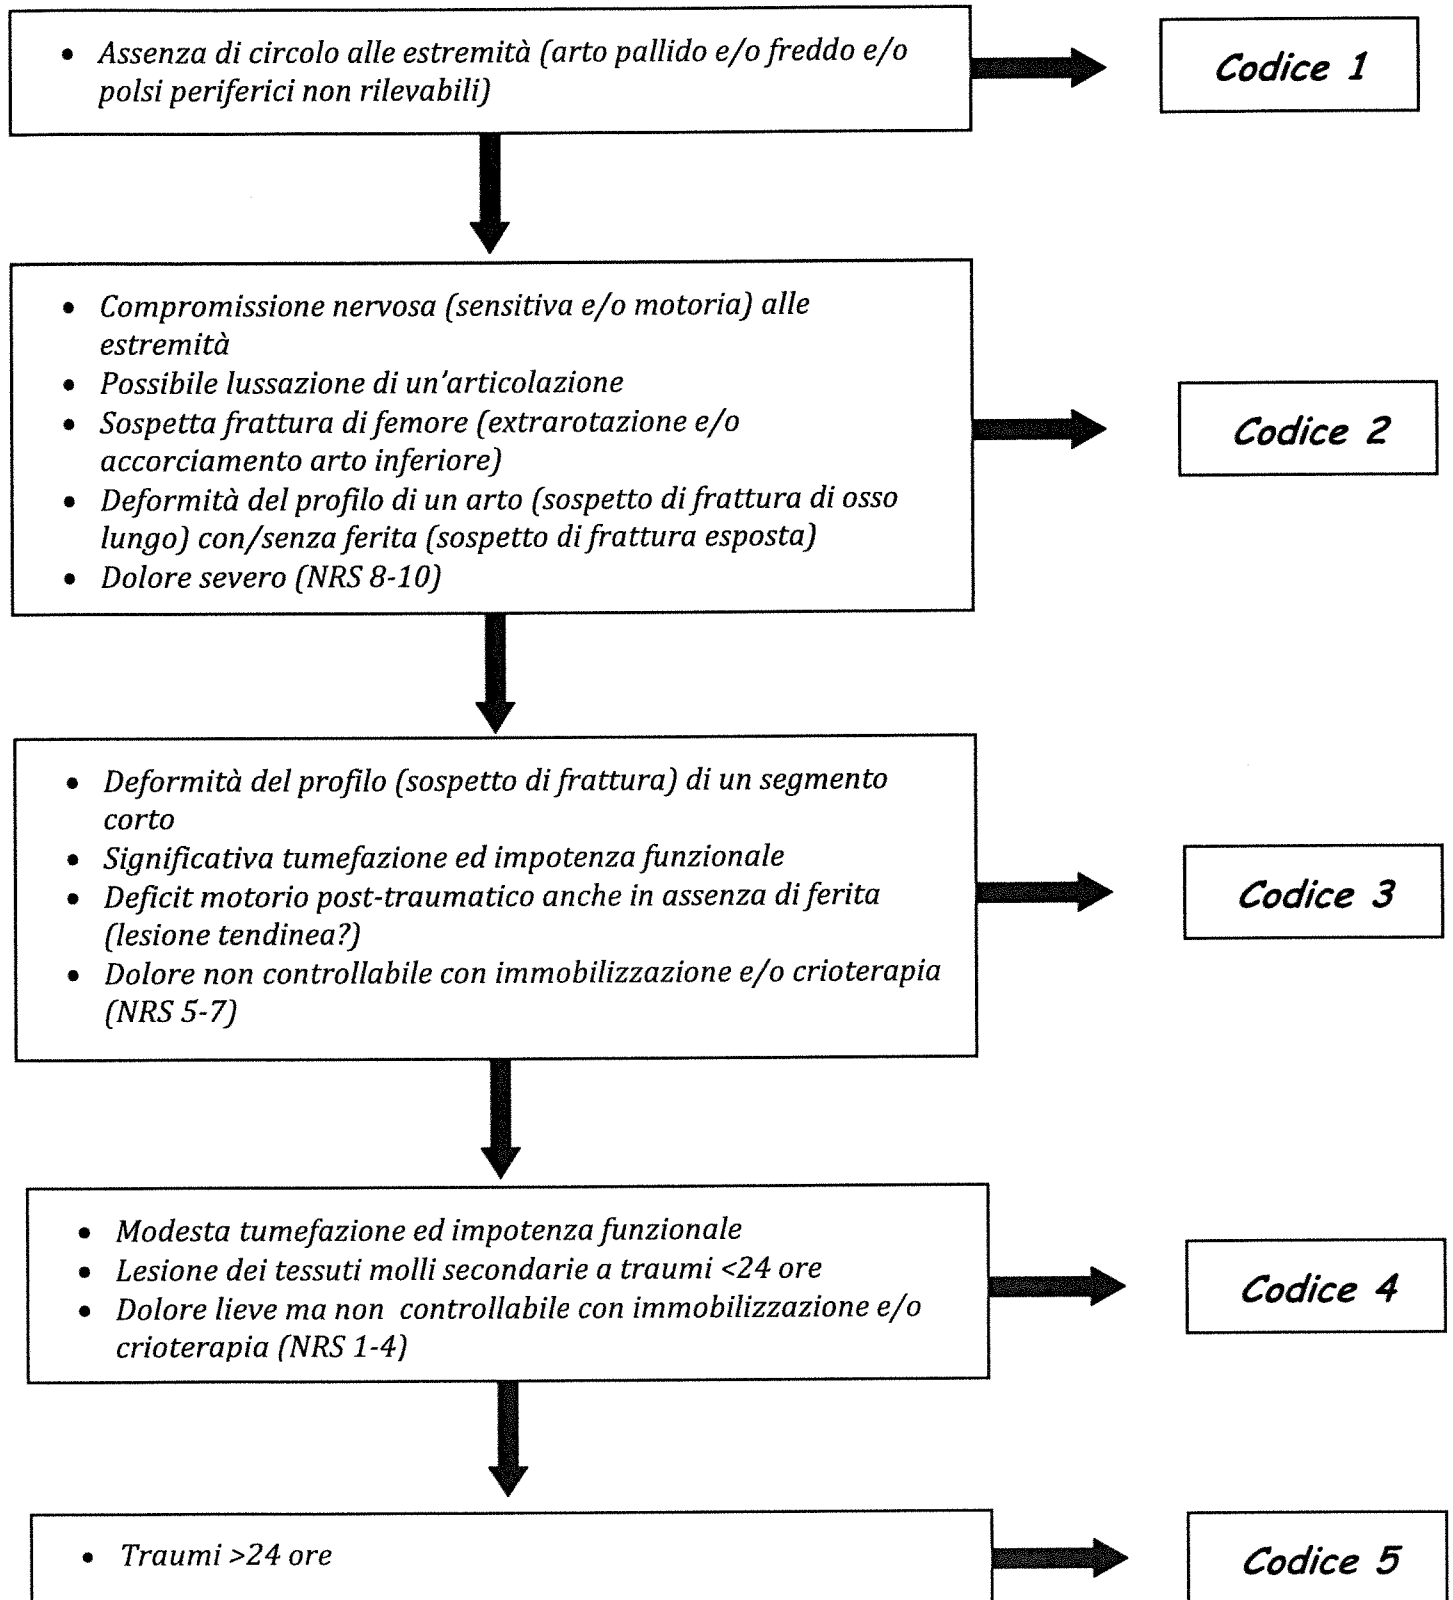 • Assenza di circolo alle estremità (arto pallido e/o freddo e/o
polsi periferici non rilevabili)
Codice 1
• Compromissione nervosa (sensitiva e/o motoria) alle
estremità
• Possibile lussazione di un'articolazione
• Sospetta frattura di femore (extrarotazione e/o
accorciamento arto inferiore)
• Deformità del profilo di un arto (sospetto di frattura di osso
lungo) con/senza ferita (sospetto di frattura esposta)
• Dolore severo (NRS 8-10)
Codice 2
• Deformità del profilo (sospetto di frattura) di un segmento
corto
• Significativa tumefazione ed impotenza funzionale
• Deficit motorio post-traumatico anche in assenza di ferita
(lesione tendinea?)
• Dolore non controllabile con immobilizzazione e/o crioterapia
(NRS 5-7)
Codice 3
• Modesta tumefazione ed impotenza funzionale
• Lesione dei tessuti molli secondarie a traumi <24 ore
• Dolore lieve ma non controllabile con immobilizzazione e/o
crioterapia (NRS 1-4)
Codice 4
• Traumi >24 ore
Codice 5